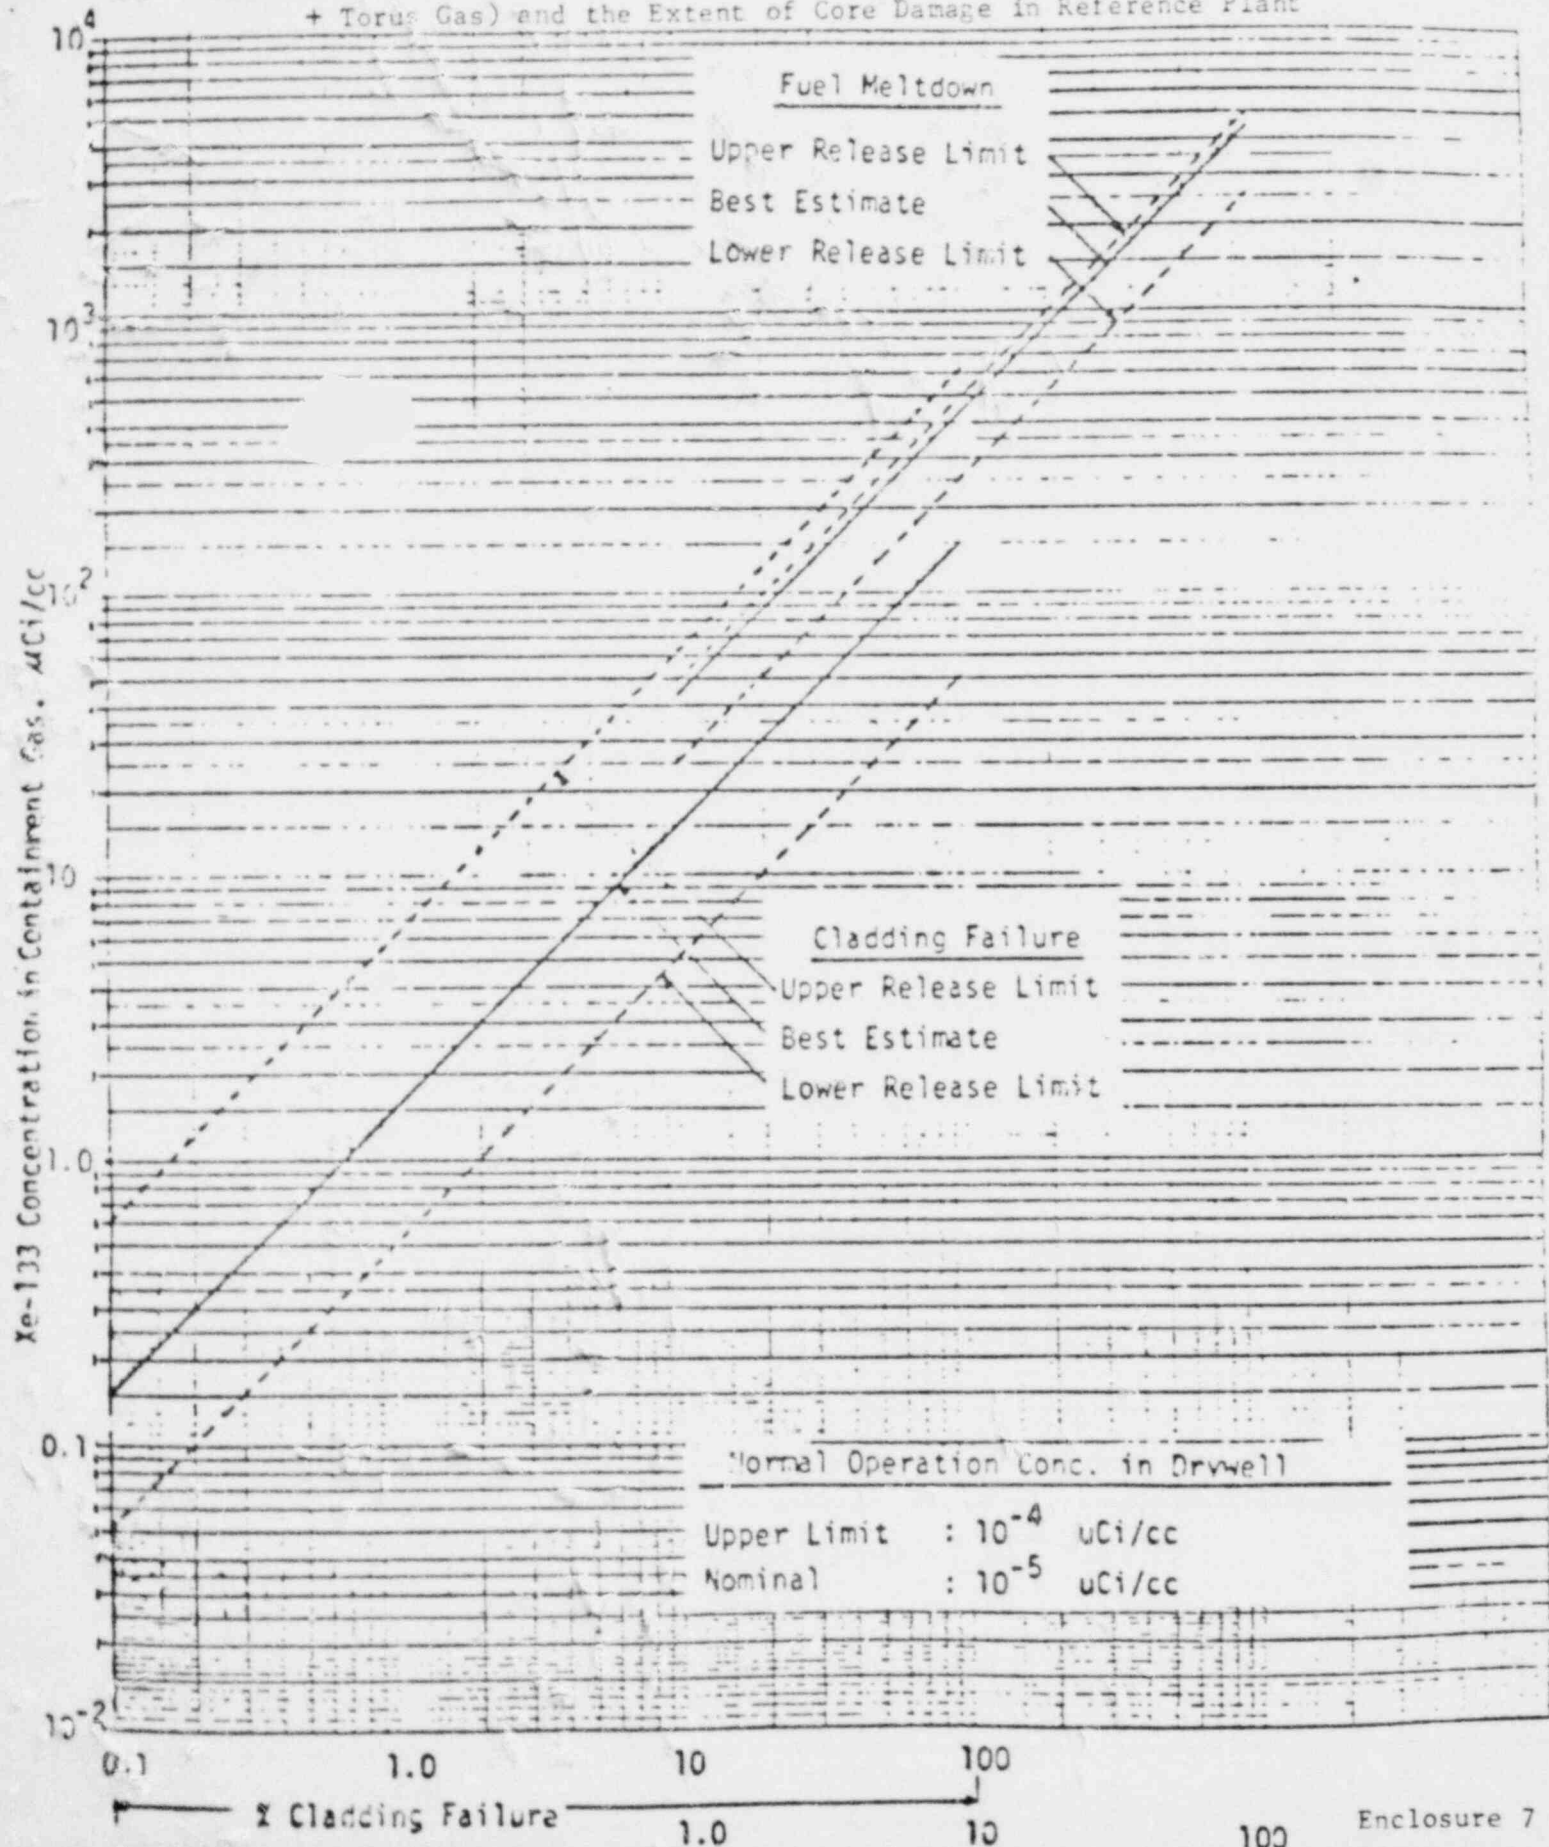 + Torus Gas) and the Extent of Core Damage in Reference Plant
10⁴
Fuel Meltdown
Upper Release Limit
Best Estimate
Lower Release Limit
10³
10²
Xe-133 Concentration in Containment Gas. μCi/cc
10
Cladding Failure
Upper Release Limit
Best Estimate
Lower Release Limit
1.0
0.1
Normal Operation Conc. in Drywell
Upper Limit : 10⁻⁴ uCi/cc
Nominal : 10⁻⁵ uCi/cc
10⁻²
0.1 1.0 10 100
% Cladding Failure
1.0 10 100
Enclosure 7